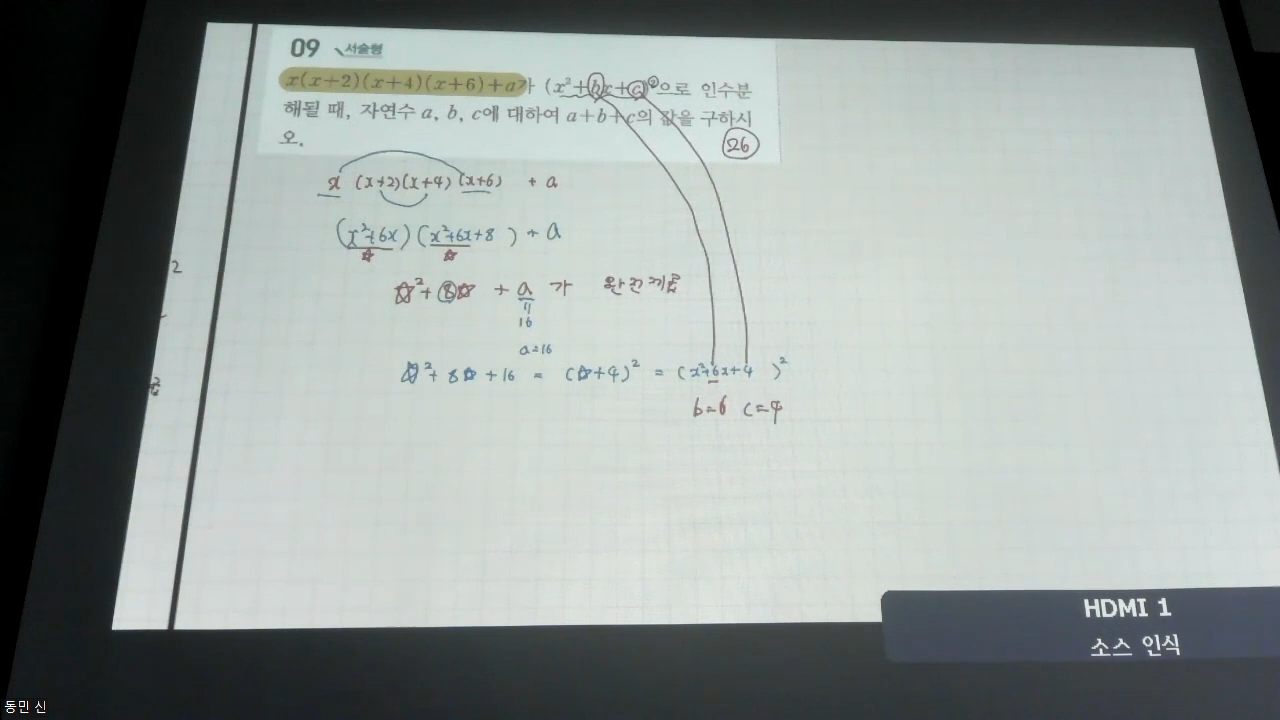 09 서술형
x(x+2)(x+4)(x+6)+a가 (x²+bx+c)²으로 인수분
해될 때, 자연수 a, b, c에 대하여 a+b+c의 값을 구하시
오.
26
x (x+2)(x+4)(x+6) + a
(x²+6x)(x²+6x+8) + a
☆ ☆
2
☆²+8☆ + a 가 완전제곱
11
16
a=16
☆²+8☆+16 = (☆+4)² = (x²+6x+4)²
b=6 c=4
HDMI 1
소스 인식
동민 신